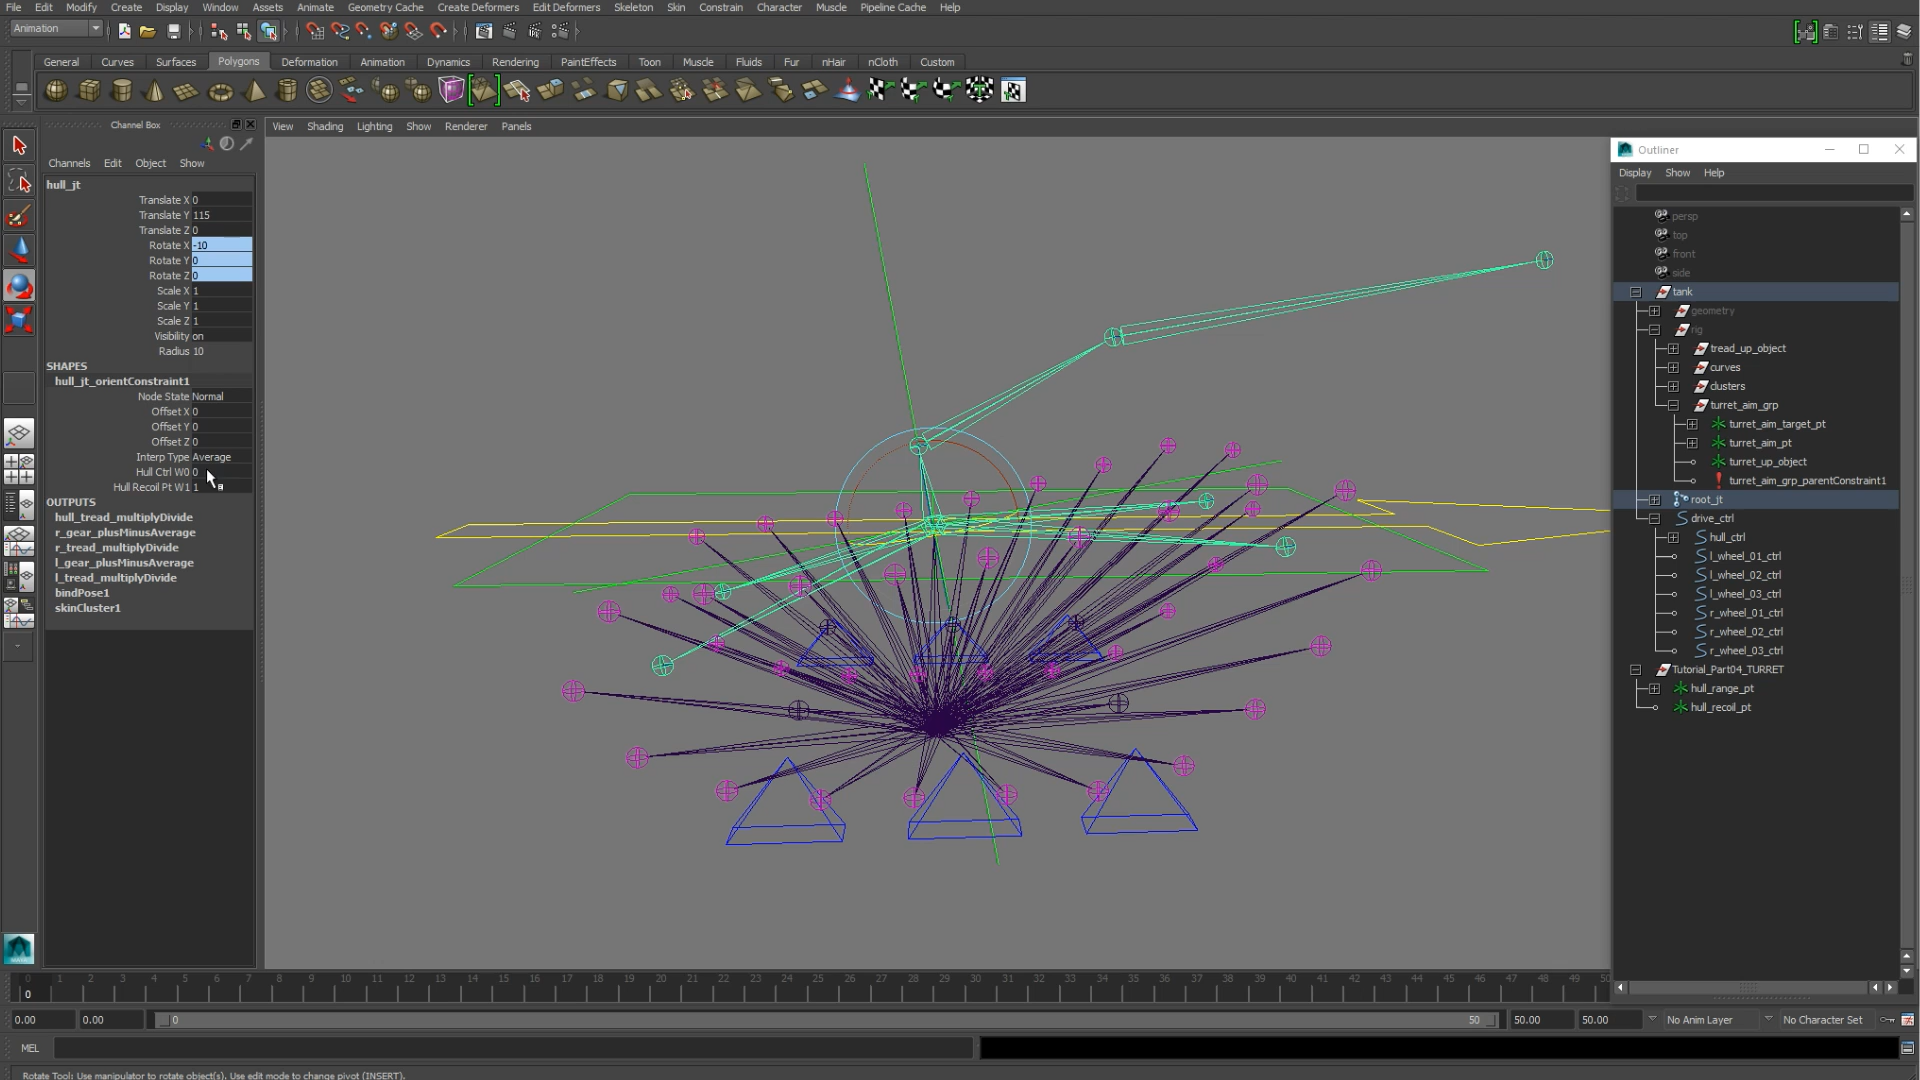 File Edit Modify Create Display Window Assets Animate Geometry Cache Create Deformers Edit Deformers Skeleton Skin Constrain Character Muscle Pipeline Cache Help
Animation
General Curves Surfaces Polygons Deformation Animation Dynamics Rendering PaintEffects Toon Muscle Fluids Fur nHair nCloth Custom
Channel Box
View Shading Lighting Show Renderer Panels
Channels Edit Object Show
hull_jt
Translate X 0
Translate Y 115
Translate Z 0
Rotate X -10
Rotate Y 0
Rotate Z 0
Scale X 1
Scale Y 1
Scale Z 1
Visibility on
Radius 10
SHAPES
hull_jt_orientConstraint1
Node State Normal
Offset X 0
Offset Y 0
Offset Z 0
Interp Type Average
Hull Ctrl W0 0
Hull Recoil Pt W1 1
OUTPUTS
hull_tread_multiplyDivide
r_gear_plusMinusAverage
r_tread_multiplyDivide
l_gear_plusMinusAverage
l_tread_multiplyDivide
bindPose1
skinCluster1
Outliner
Display Show Help
persp
top
front
side
tank
geometry
rig
tread_up_object
curves
clusters
turret_aim_grp
turret_aim_target_pt
turret_aim_pt
turret_up_object
turret_aim_grp_parentConstraint1
root_jt
drive_ctrl
hull_ctrl
l_wheel_01_ctrl
l_wheel_02_ctrl
l_wheel_03_ctrl
r_wheel_01_ctrl
r_wheel_02_ctrl
r_wheel_03_ctrl
Tutorial_Part04_TURRET
hull_range_pt
hull_recoil_pt
0 1 2 3 4 5 6 7 8 9 10 11 12 13 14 15 16 17 18 19 20 21 22 23 24 25 26 27 28 29 30 31 32 33 34 35 36 37 38 39 40 41 42 43 44 45 46 47 48 49 50
0
0.00 0.00 0 50 50.00 50.00 No Anim Layer No Character Set
MEL
Rotate Tool: Use manipulator to rotate object(s). Use edit mode to change pivot (INSERT).